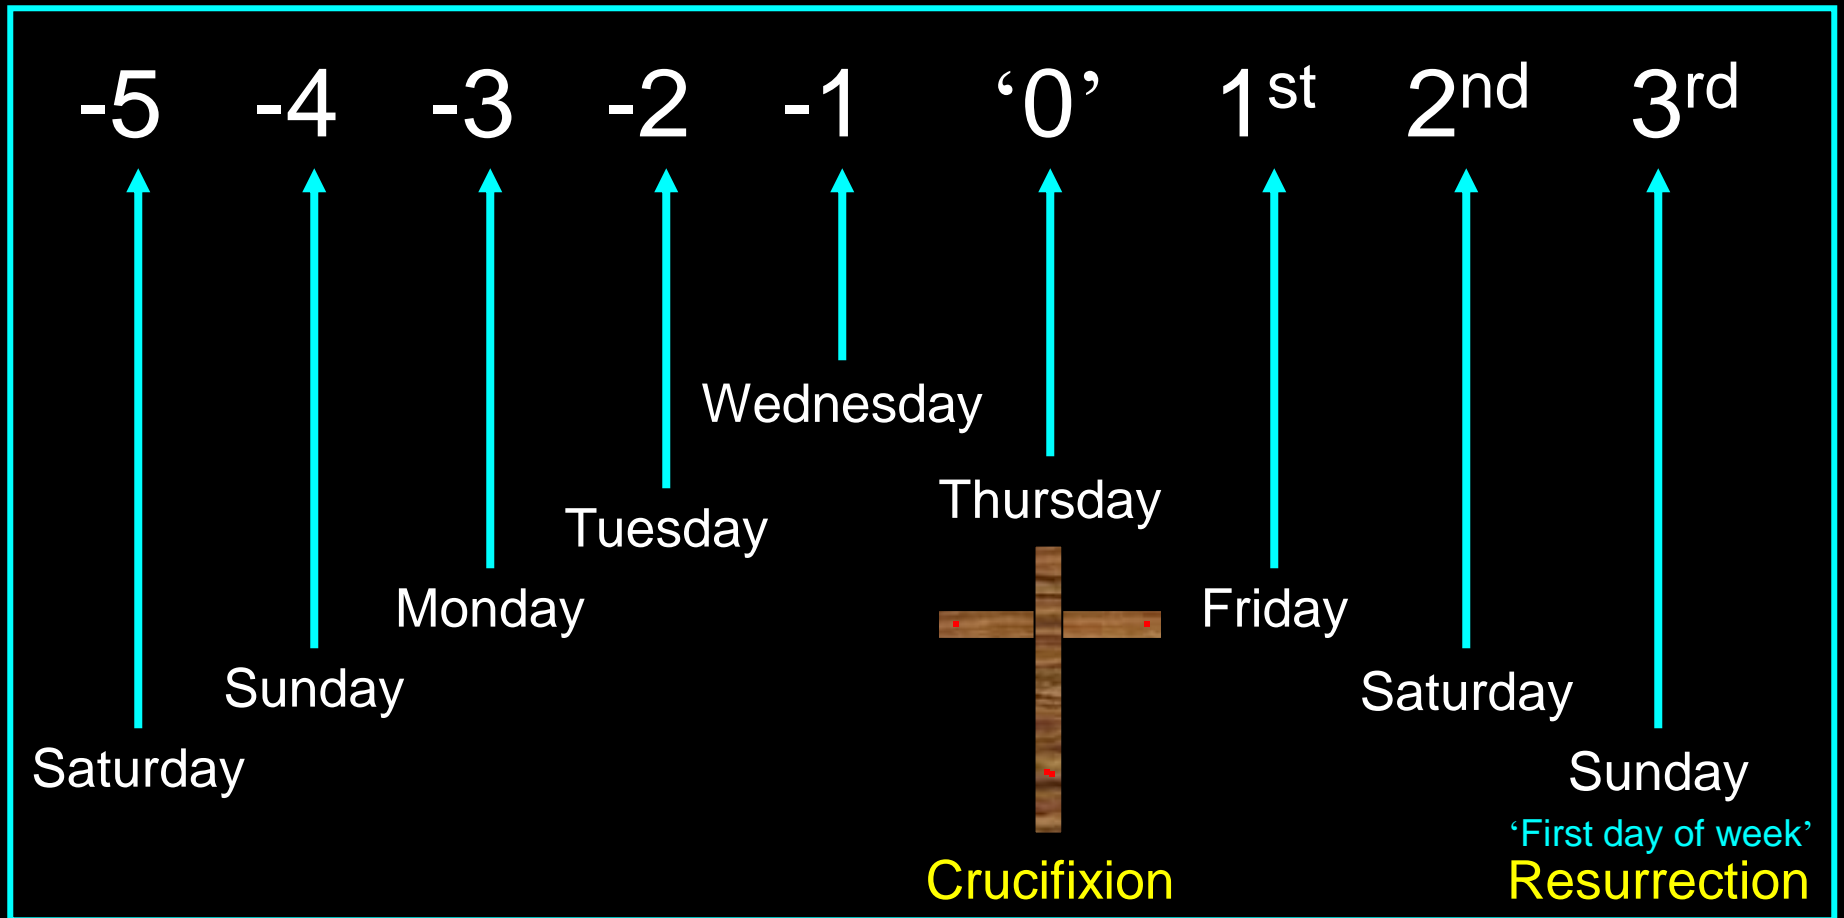 -5 -4 -3 -2 -1 ‘0’ 1st 2nd 3rd
Wednesday
Thursday
Tuesday
Monday
Friday
Sunday
Saturday
Saturday
Sunday
‘First day of week’
Crucifixion
Resurrection